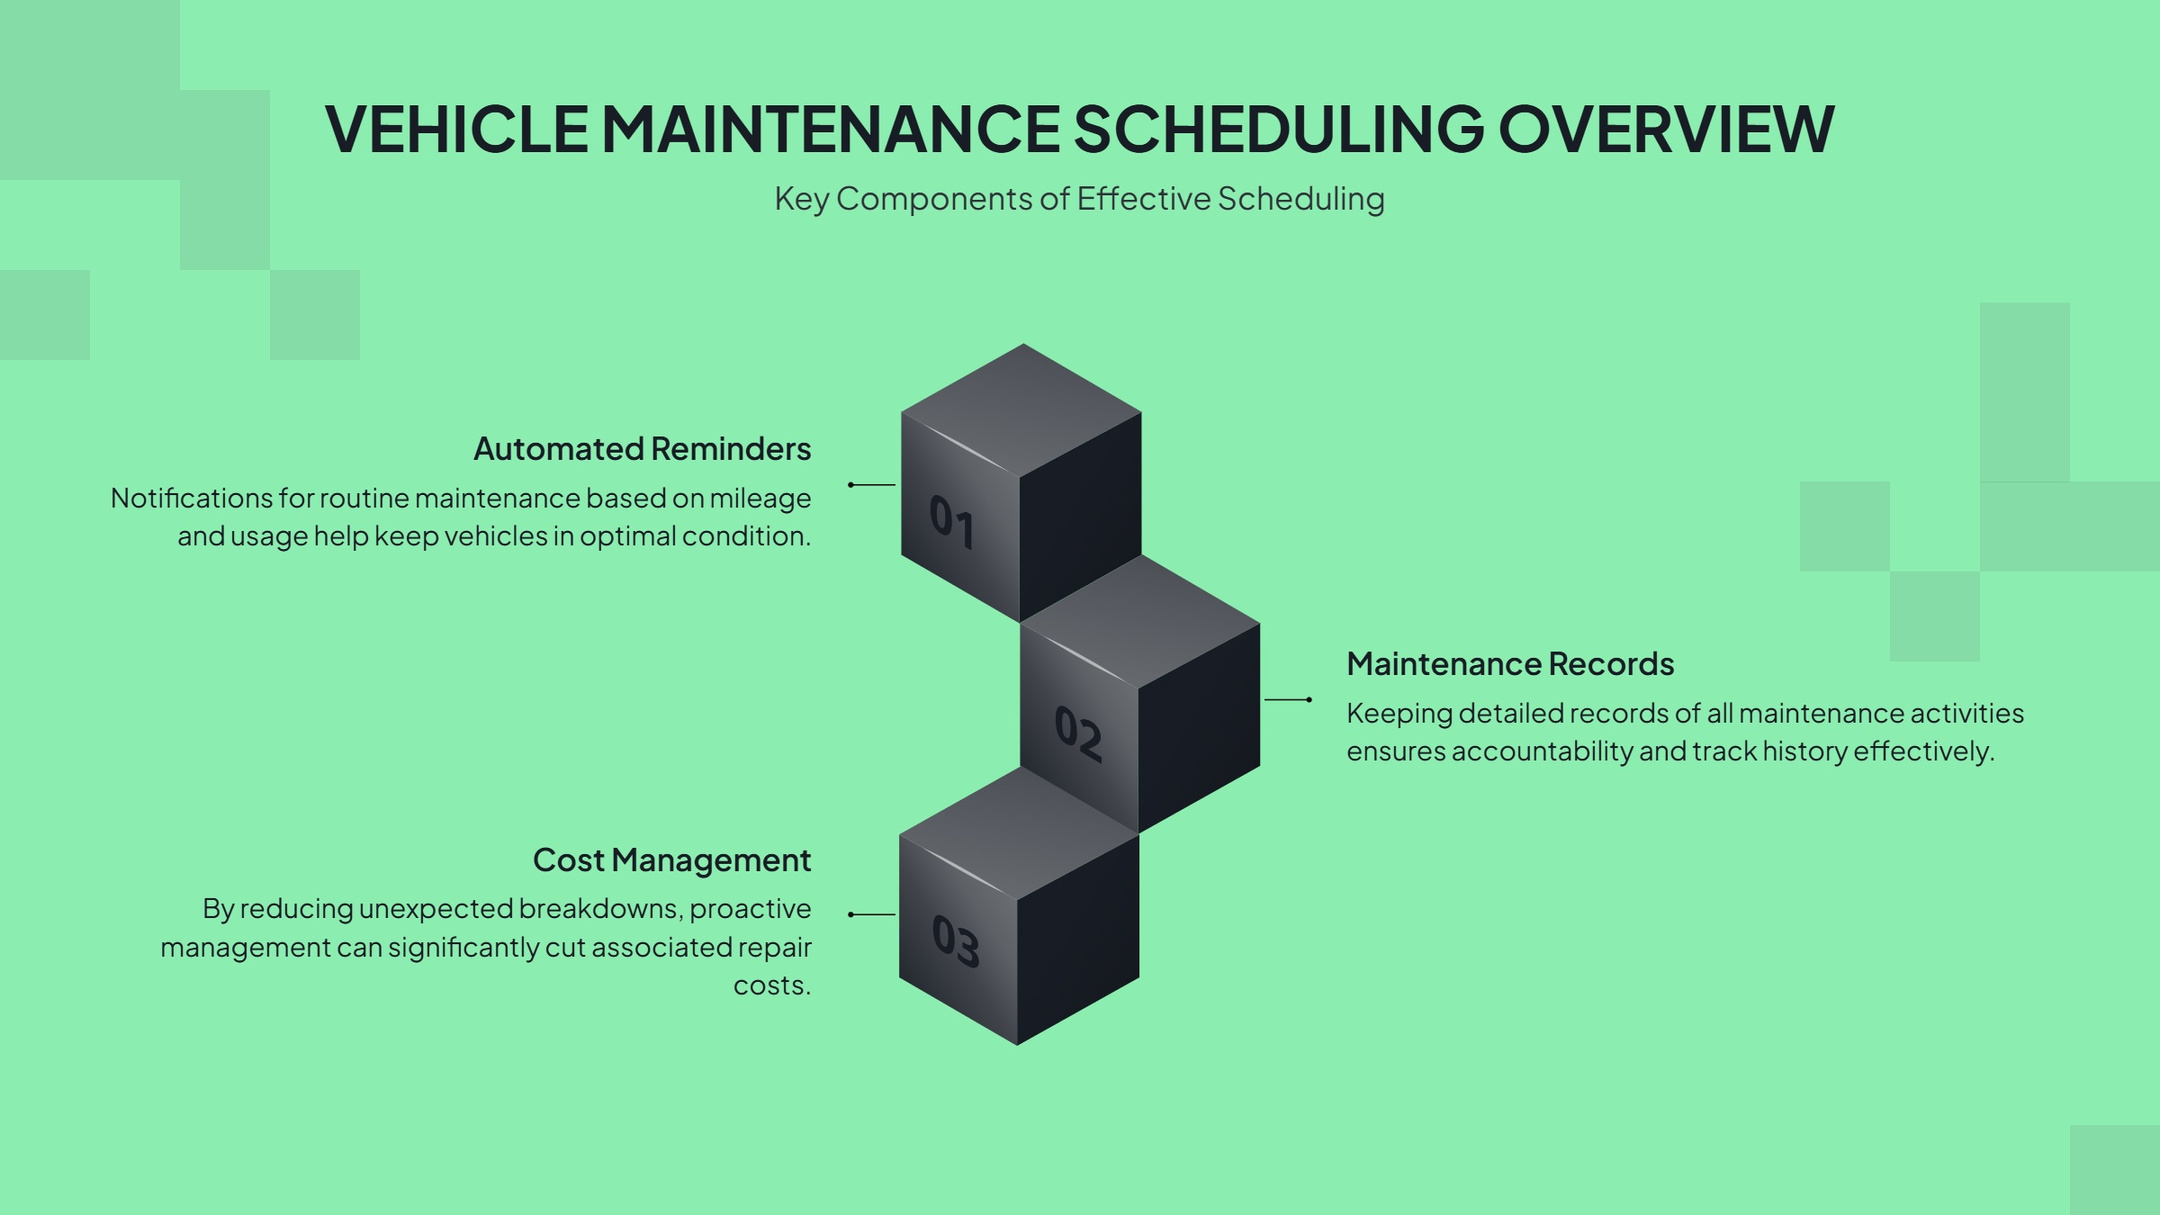 VEHICLE MAINTENANCE SCHEDULING OVERVIEW
Key Components of Effective Scheduling
Automated Reminders
Notifications for routine maintenance based on mileage
and usage help keep vehicles in optimal condition.
01
02
Maintenance Records
Keeping detailed records of all maintenance activities
ensures accountability and track history effectively.
Cost Management
By reducing unexpected breakdowns, proactive
management can significantly cut associated repair
costs.
03